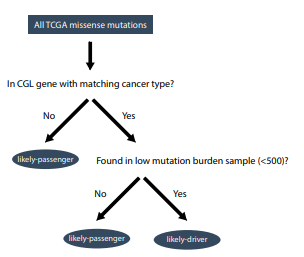 All TCGA missense mutations
In CGL gene with matching cancer type?
No Yes
likely-passenger
Found in low mutation burden sample (<500)?
No Yes
likely-passenger likely-driver